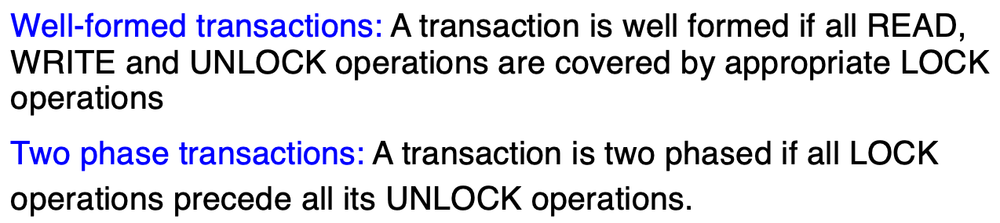 Well-formed transactions: A transaction is well formed if all READ,
WRITE and UNLOCK operations are covered by appropriate LOCK
operations
Two phase transactions: A transaction is two phased if all LOCK
operations precede all its UNLOCK operations.